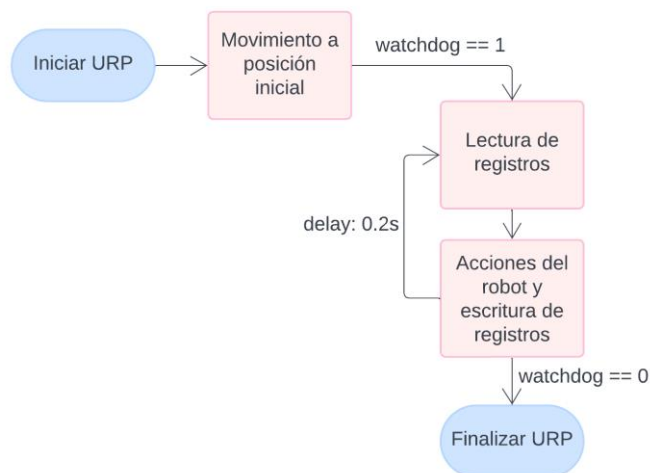 Iniciar URP
Movimiento a
posición
inicial
watchdog == 1
Lectura de
registros
delay: 0.2s
Acciones del
robot y
escritura de
registros
watchdog == 0
Finalizar URP